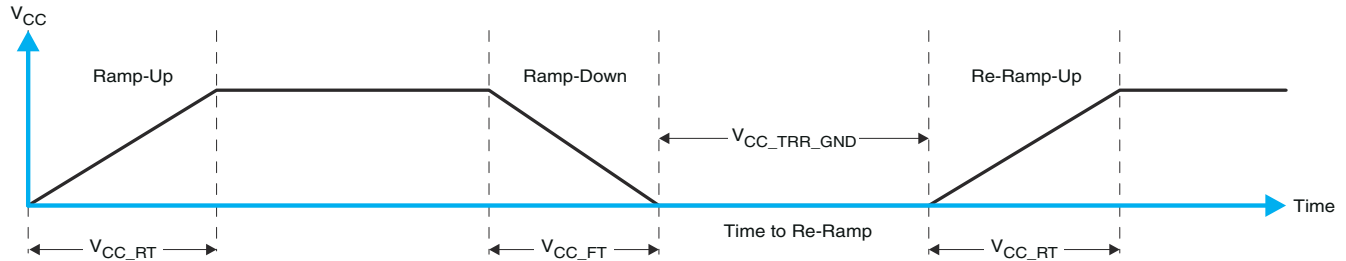 VCC
Ramp-Up
Ramp-Down
Re-Ramp-Up
VCC_TRR_GND
Time
Time to Re-Ramp
VCC_RT
VCC_FT
VCC_RT